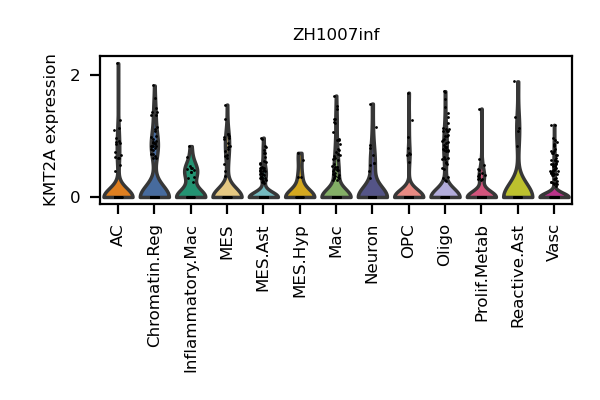 ZH1007inf
KMT2A expression
2
0
AC
Chromatin.Reg
Inflammatory.Mac
MES
MES.Ast
MES.Hyp
Mac
Neuron
OPC
Oligo
Prolif.Metab
Reactive.Ast
Vasc